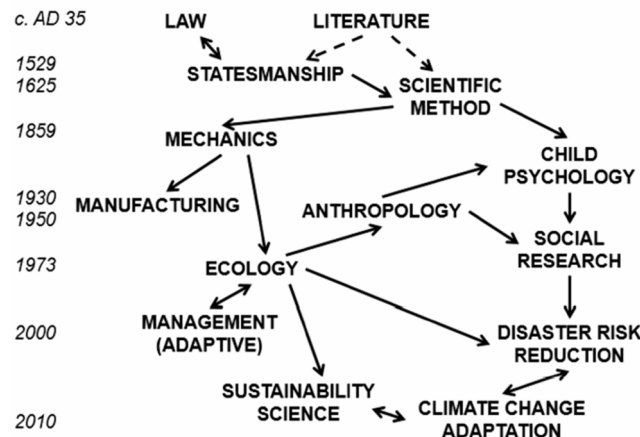 c. AD 35
LAW
LITERATURE
1529
STATESMANSHIP
1625
SCIENTIFIC
METHOD
1859
MECHANICS
CHILD
PSYCHOLOGY
1930
MANUFACTURING
ANTHROPOLOGY
1950
SOCIAL
RESEARCH
1973
ECOLOGY
MANAGEMENT
(ADAPTIVE)
2000
DISASTER RISK
REDUCTION
SUSTAINABILITY
SCIENCE
CLIMATE CHANGE
ADAPTATION
2010